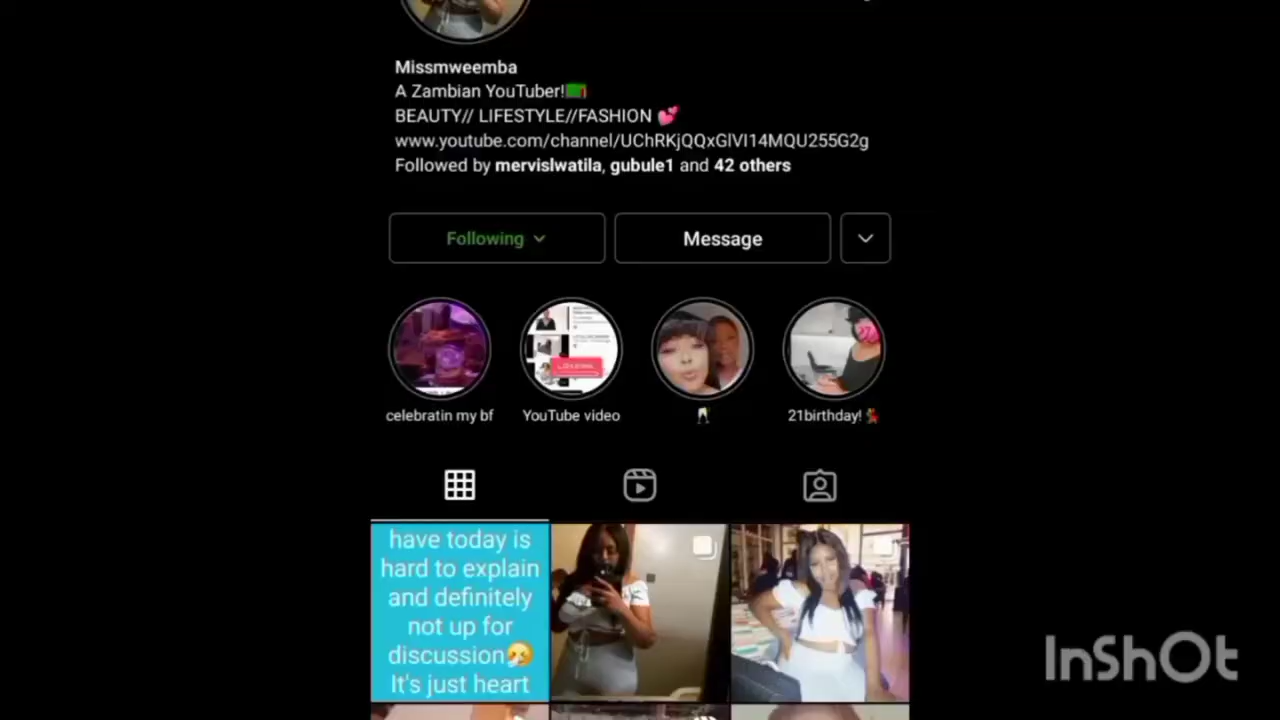 Missmweemba
A Zambian YouTuber!🇿🇲
BEAUTY// LIFESTYLE//FASHION 💕
www.youtube.com/channel/UChRKjQQxGlVI14MQU255G2g
Followed by mervislwatila, gubule1 and 42 others
Following
Message
celebratin my bf
YouTube video
🥂
21birthday!💃
have today is
hard to explain
and definitely
not up for
discussion🤧
It's just heart
InShOt